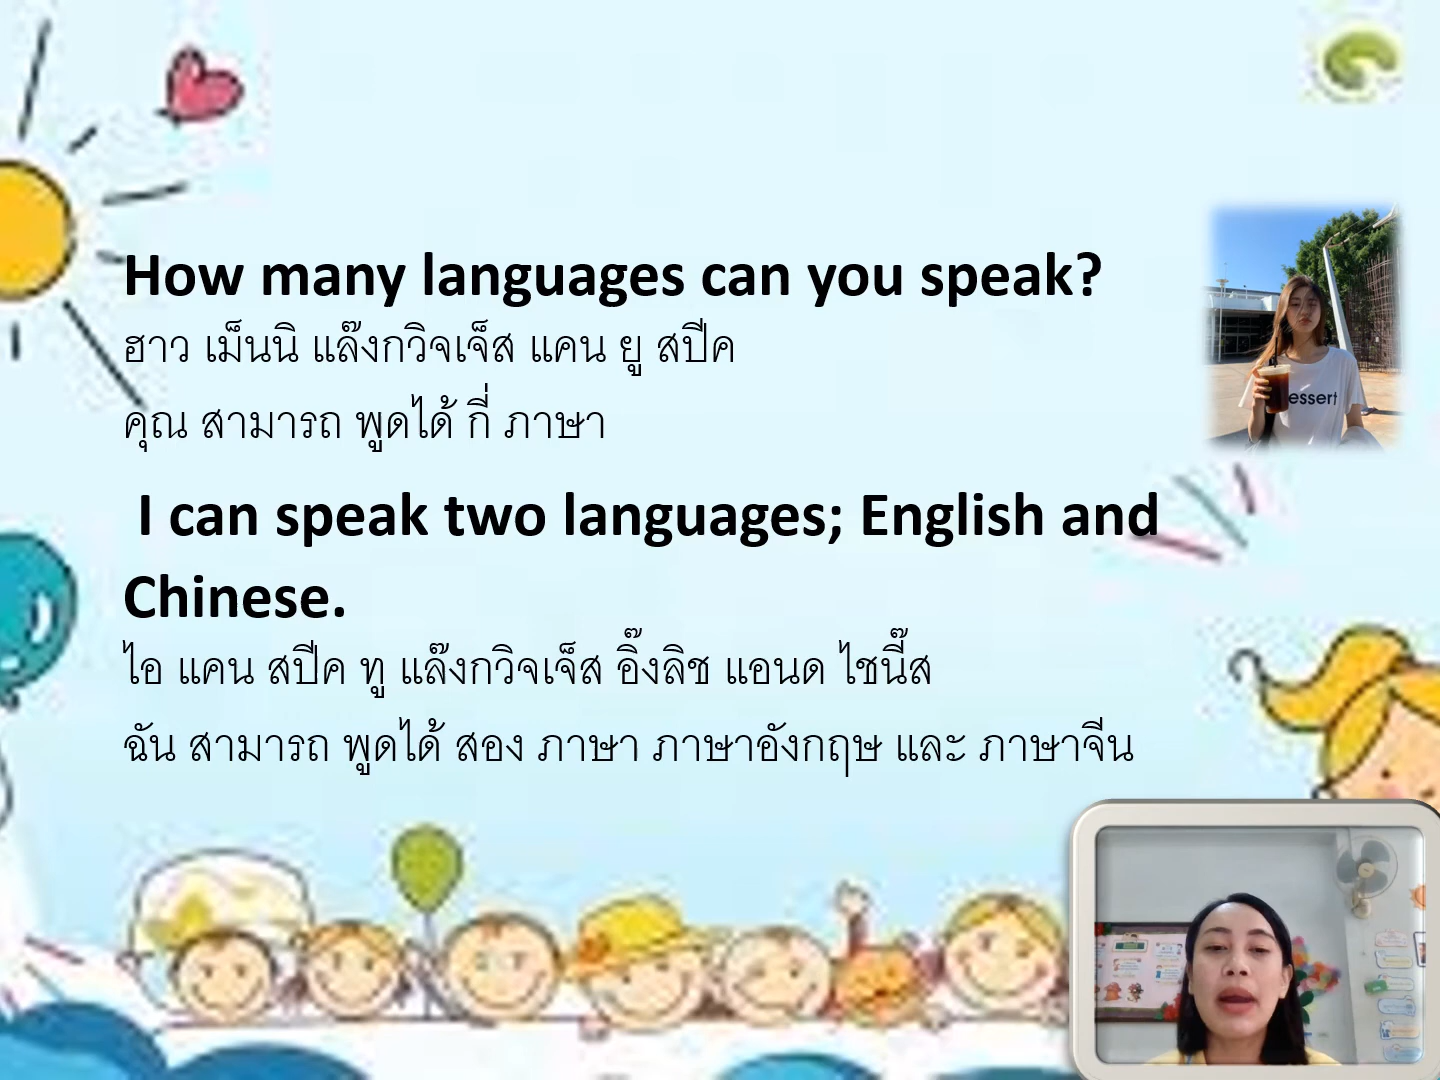 How many languages can you speak?
ฮาว เม็นนิ แล๊งกวิจเจ็ส แคน ยู สปีค
คุณ สามารถ พูดได้ กี่ ภาษา
I can speak two languages; English and
Chinese.
ไอ แคน สปีค ทู แล๊งกวิจเจ็ส อิ๊งลิช แอนด ไชนี๊ส
ฉัน สามารถ พูดได้ สอง ภาษา ภาษาอังกฤษ และ ภาษาจีน
essert